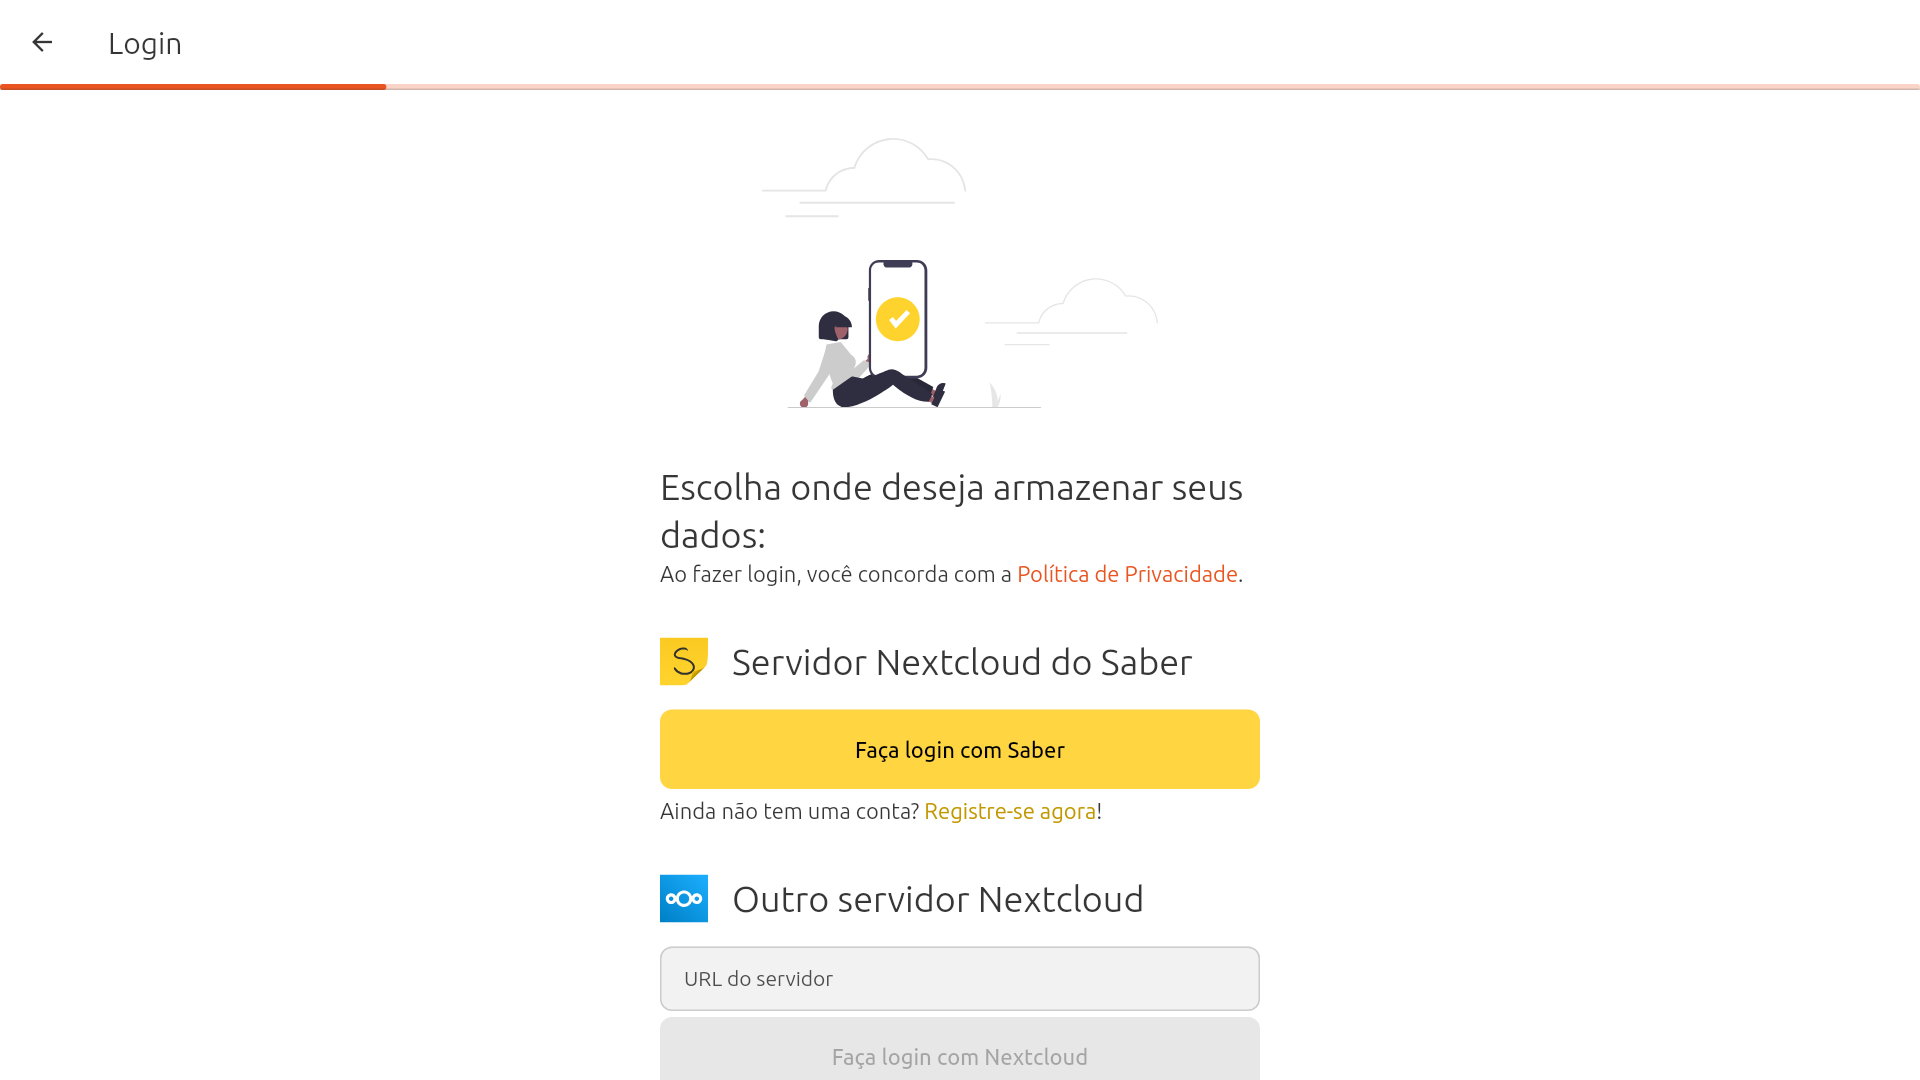 Login
Escolha onde deseja armazenar seus
dados:
Ao fazer login, você concorda com a Política de Privacidade.
S
Servidor Nextcloud do Saber
Faça login com Saber
Ainda não tem uma conta? Registre-se agora!
Outro servidor Nextcloud
URL do servidor
Faça login com Nextcloud